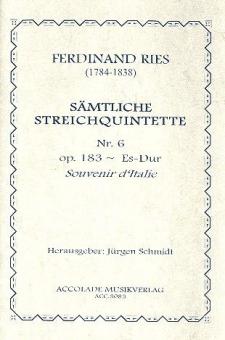 FERDINAND RIES
(1784-1838)
SÄMTLICHE
STREICHQUINTETTE
Nr. 6
op. 183 ~ Es-Dur
Souvenir d'Italie
Herausgeber: Jürgen Schmidt
ACCOLADE MUSIKVERLAG